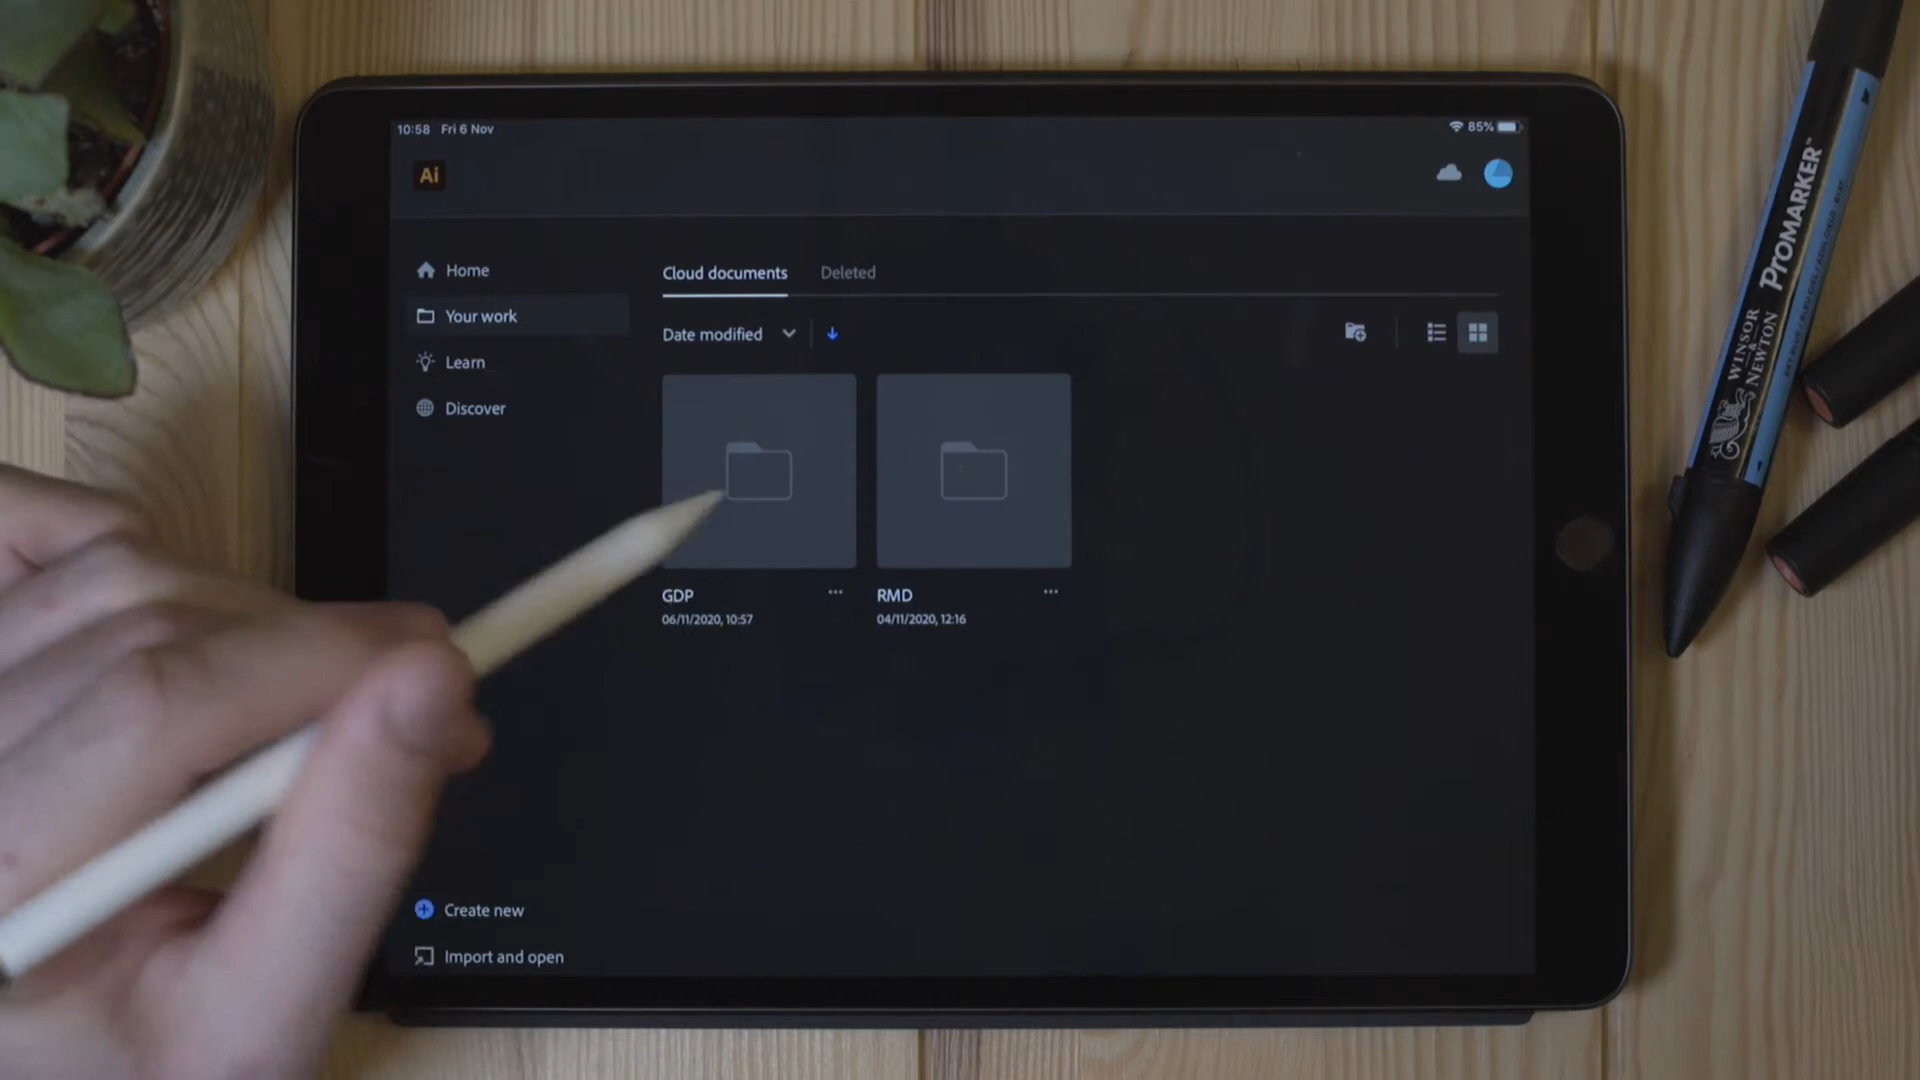 10:58 Fri 6 Nov
85%
Ai
Home
Your work
Learn
Discover
Cloud documents
Deleted
Date modified
GDP
06/11/2020, 10:57
RMD
04/11/2020, 12:16
Create new
Import and open
PROMARKER™
WINSOR
&
NEWTON